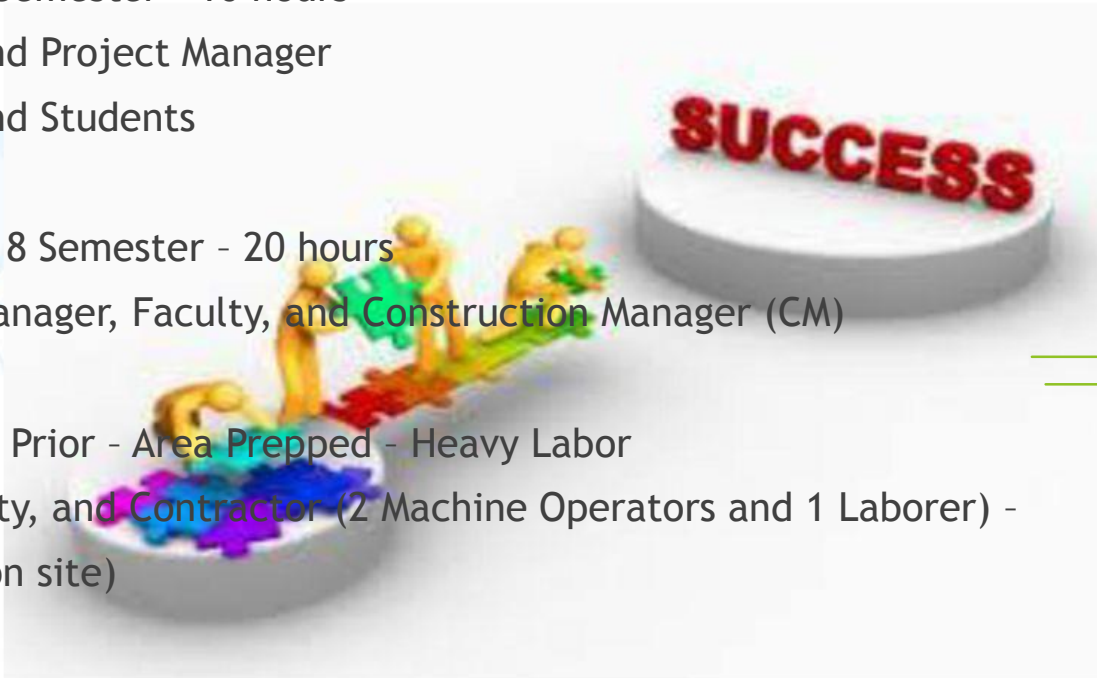 nd Project Manager
nd Students
SUCCESS
8 Semester – 20 hours
anager, Faculty, and Construction Manager (CM)
Prior – Area Prepped – Heavy Labor
ty, and Contractor (2 Machine Operators and 1 Laborer) –
on site)